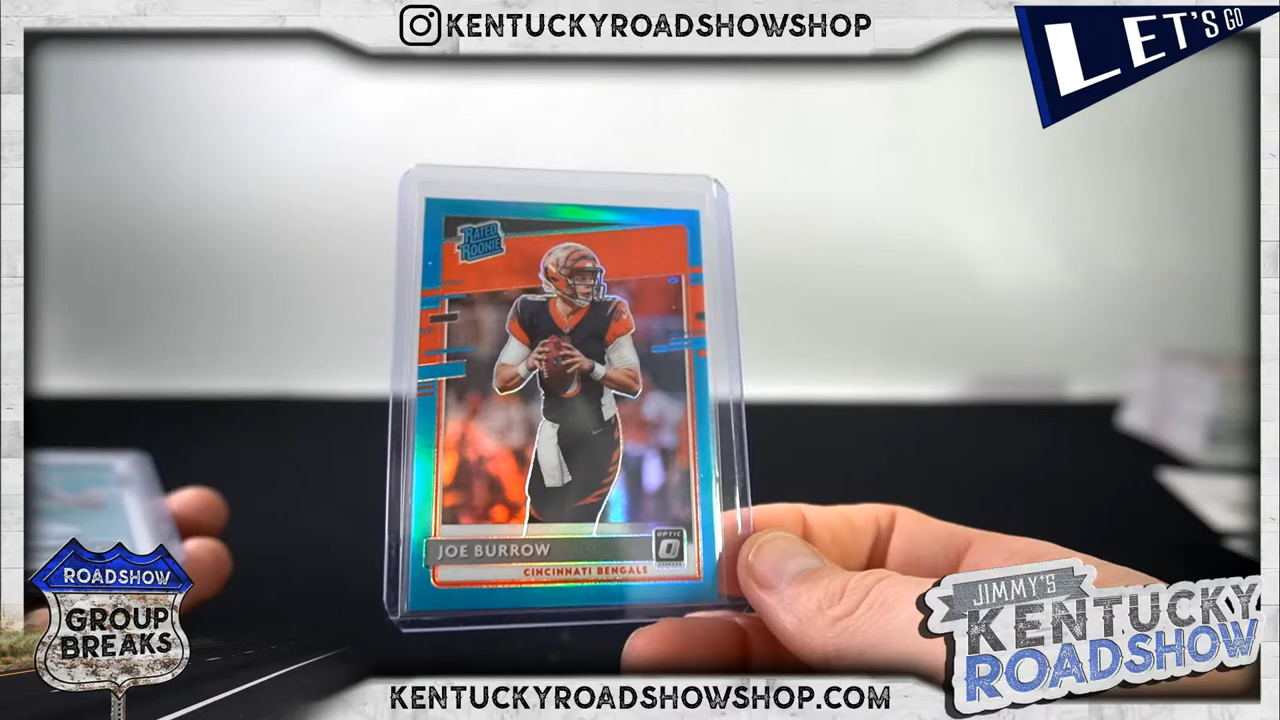 KENTUCKYROADSHOWSHOP
LET'S GO
RATED
ROOKIE
JOE BURROW
OPTIC
CINCINNATI BENGALS
ROADSHOW
GROUP
BREAKS
JIMMY'S
KENTUCKY
ROADSHOW
KENTUCKYROADSHOWSHOP.COM